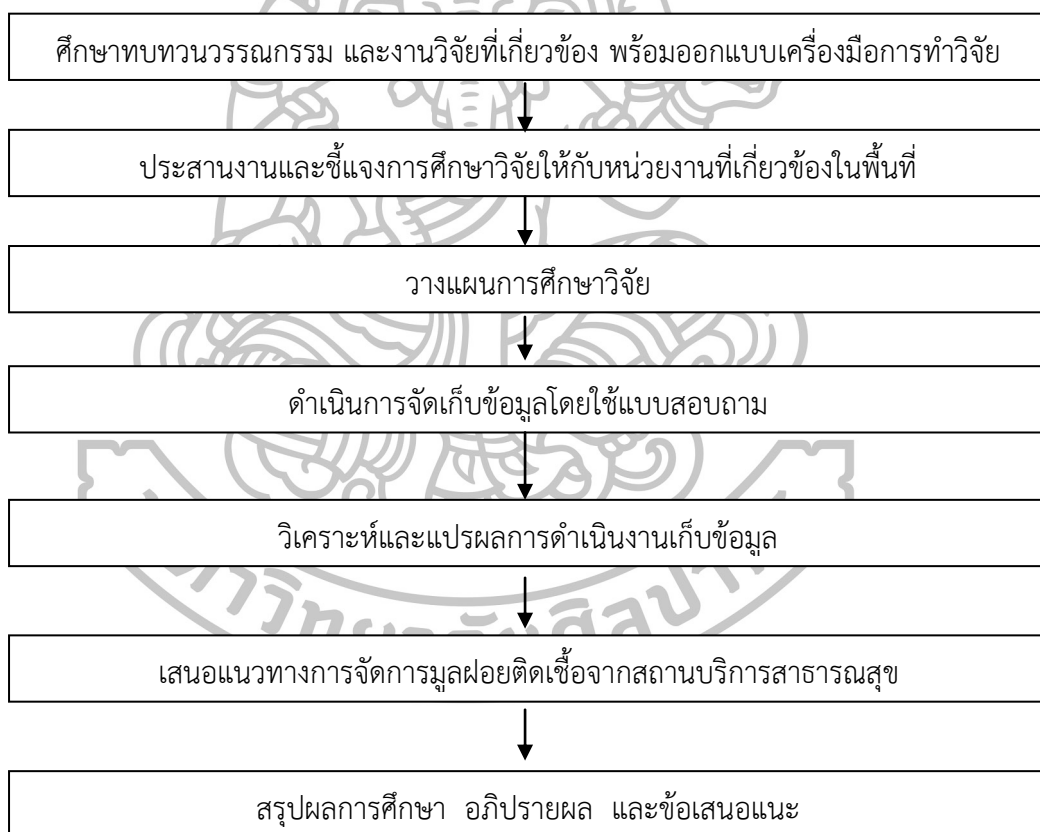 ศึกษาทบทวนวรรณกรรม และงานวิจัยที่เกี่ยวข้อง พร้อมออกแบบเครื่องมือการทำวิจัย
ประสานงานและชี้แจงการศึกษาวิจัยให้กับหน่วยงานที่เกี่ยวข้องในพื้นที่
วางแผนการศึกษาวิจัย
ดำเนินการจัดเก็บข้อมูลโดยใช้แบบสอบถาม
วิเคราะห์และแปรผลการดำเนินงานเก็บข้อมูล
เสนอแนวทางการจัดการมูลฝอยติดเชื้อจากสถานบริการสาธารณสุข
สรุปผลการศึกษา อภิปรายผล และข้อเสนอแนะ